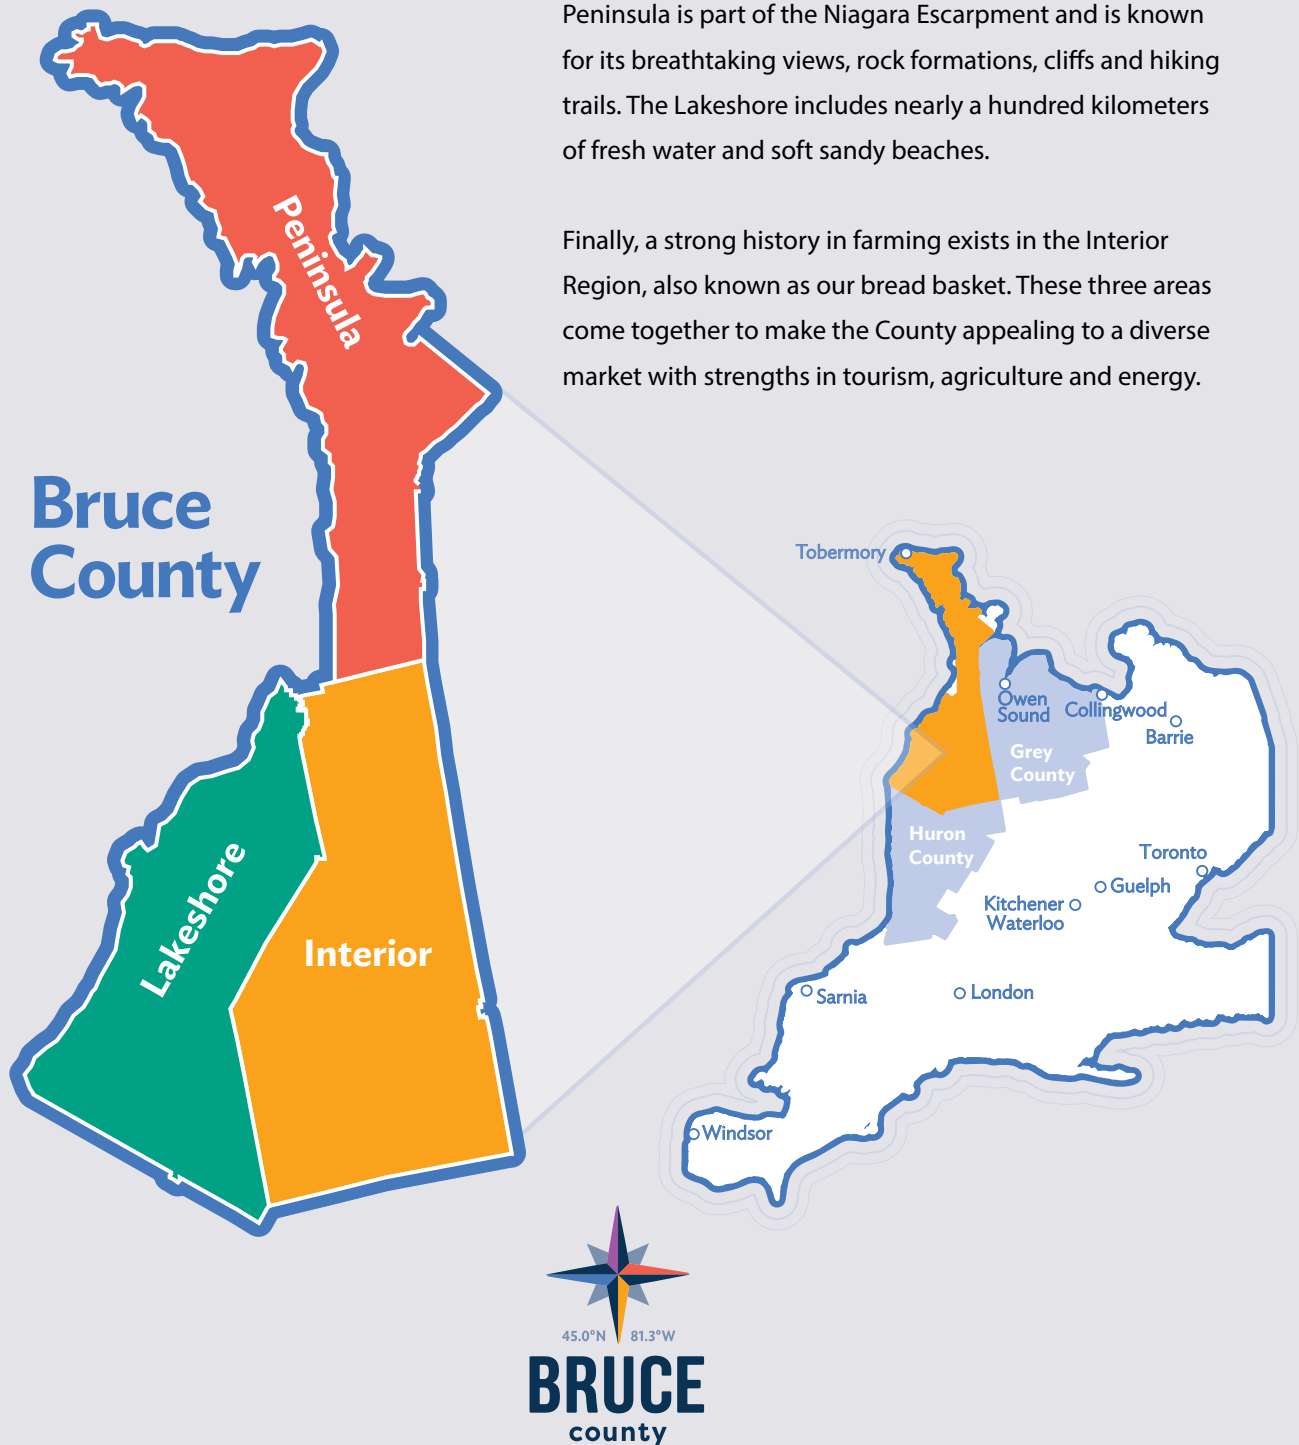 Peninsula is part of the Niagara Escarpment and is known
for its breathtaking views, rock formations, cliffs and hiking
trails. The Lakeshore includes nearly a hundred kilometers
of fresh water and soft sandy beaches.
Finally, a strong history in farming exists in the Interior
Region, also known as our bread basket. These three areas
come together to make the County appealing to a diverse
market with strengths in tourism, agriculture and energy.
Peninsula
Bruce
County
Lakeshore
Interior
Tobermory
Owen
Sound
Collingwood
Barrie
Grey
County
Huron
County
Toronto
Guelph
Kitchener
Waterloo
Sarnia
London
Windsor
45.0°N 81.3°W
BRUCE
county